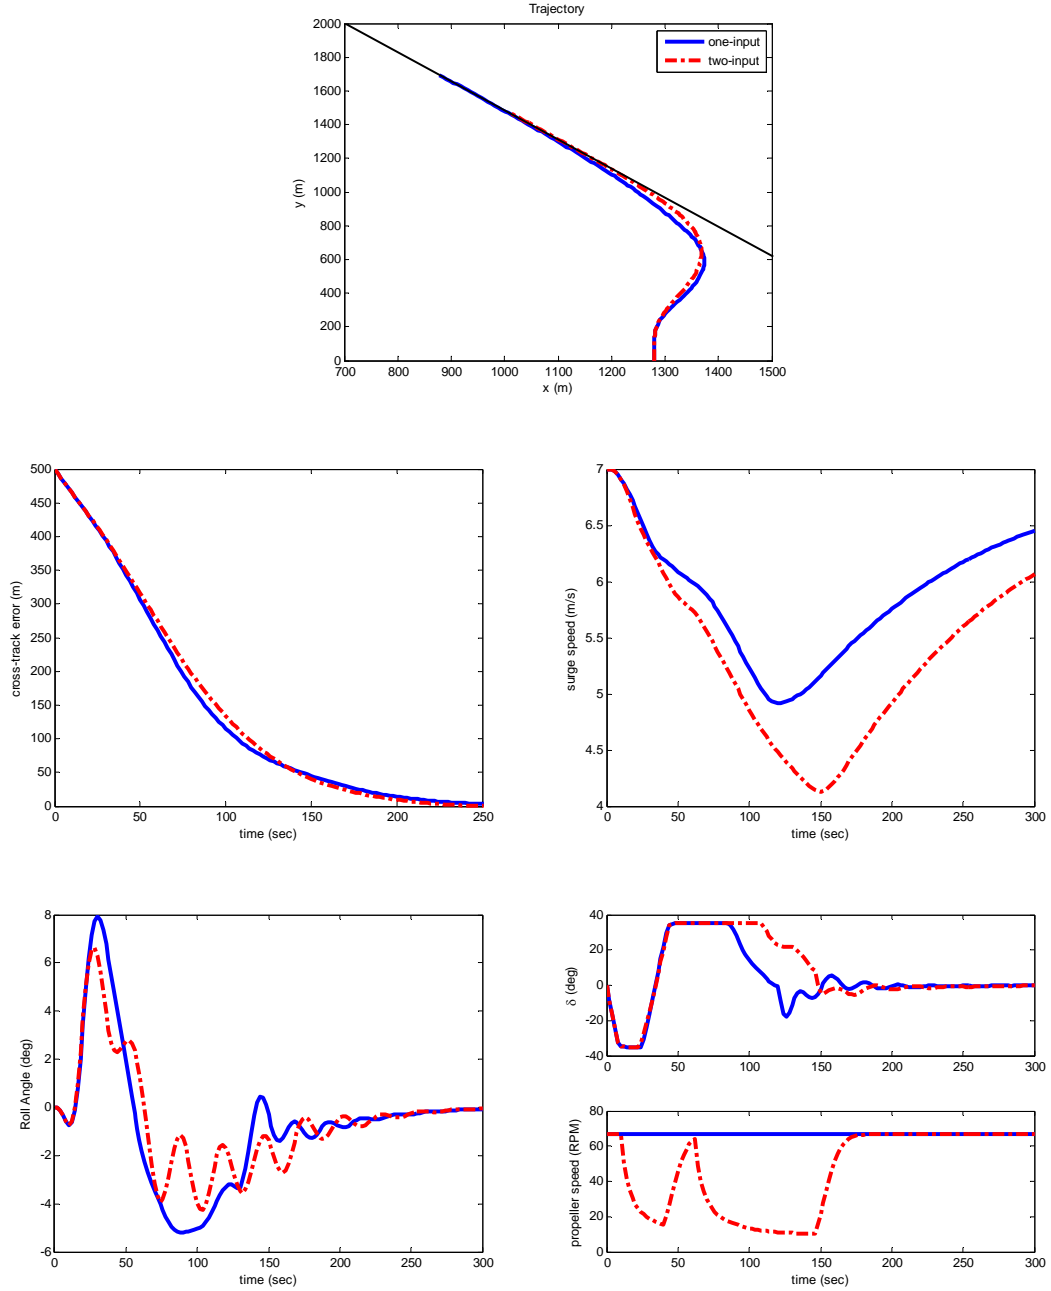 Trajectory
2000
1800
1600
1400
1200
1000
800
600
400
200
0
y (m)
one-input
two-input
700 800 900 1000 1100 1200 1300 1400 1500
x (m)
500
450
400
350
300
250
200
150
100
50
0
cross-track error (m)
0 50 100 150 200 250
time (sec)
7
6.5
6
5.5
5
4.5
4
surge speed (m/s)
0 50 100 150 200 250 300
time (sec)
8
6
4
2
0
-2
-4
-6
Roll Angle (deg)
0 50 100 150 200 250 300
time (sec)
40
20
0
-20
-40
δ (deg)
0 50 100 150 200 250 300
80
60
40
20
0
propeller speed (RPM)
0 50 100 150 200 250 300
time (sec)